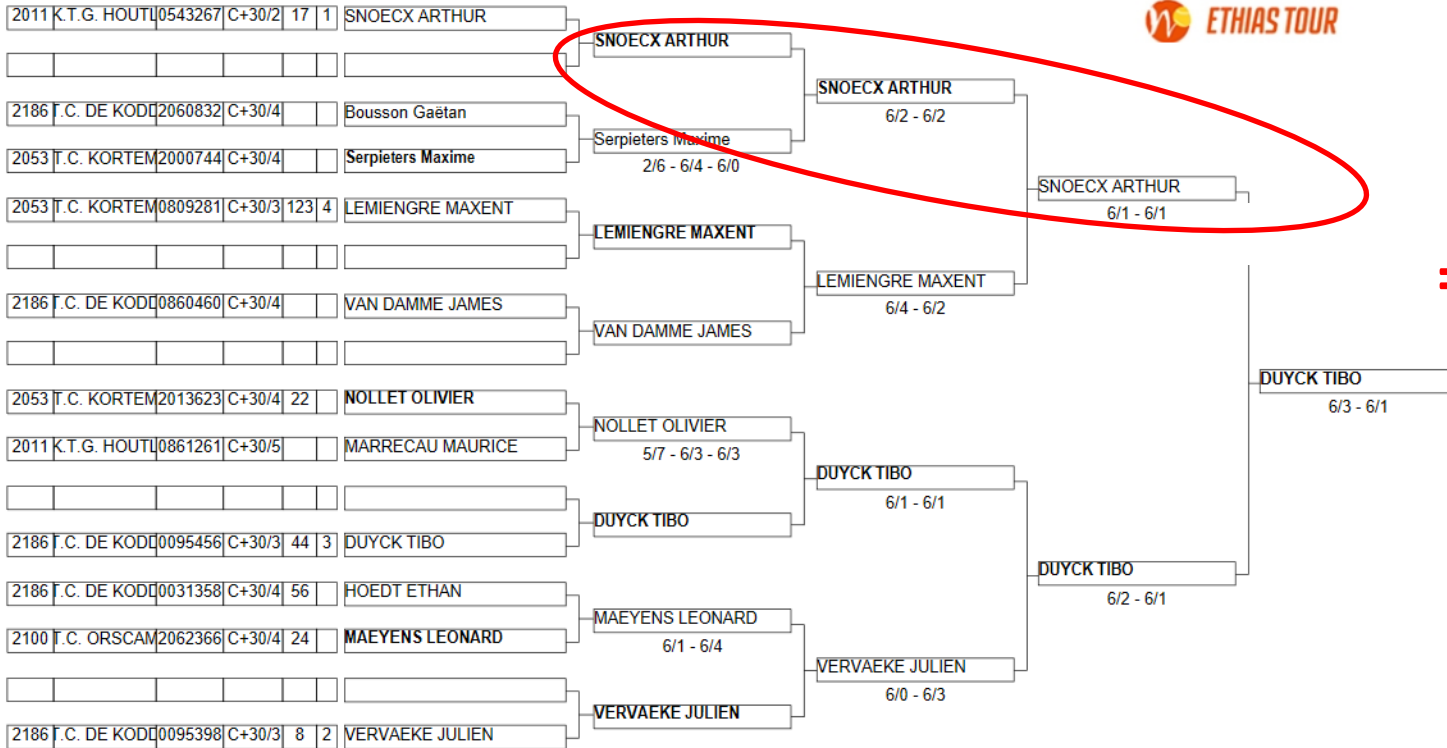 ETHIAS TOUR
2011 K.T.G. HOUTL 0543267 C+30/2 17 1 SNOECX ARTHUR
SNOECX ARTHUR
SNOECX ARTHUR
6/2 - 6/2
2186 T.C. DE KODD 2060832 C+30/4 Bousson Gaëtan
Serpieters Maxime
2053 T.C. KORTEM 2000744 C+30/4 Serpieters Maxime
2/6 - 6/4 - 6/0
SNOECX ARTHUR
6/1 - 6/1
2053 T.C. KORTEM 0809281 C+30/3 123 4 LEMIENGRE MAXENT
LEMIENGRE MAXENT
LEMIENGRE MAXENT
6/4 - 6/2
2186 T.C. DE KODD 0860460 C+30/4 VAN DAMME JAMES
VAN DAMME JAMES
DUYCK TIBO
6/3 - 6/1
2053 T.C. KORTEM 2013623 C+30/4 22 NOLLET OLIVIER
NOLLET OLIVIER
2011 K.T.G. HOUTL 0861261 C+30/5 MARRECAU MAURICE
5/7 - 6/3 - 6/3
DUYCK TIBO
6/1 - 6/1
DUYCK TIBO
2186 T.C. DE KODD 0095456 C+30/3 44 3 DUYCK TIBO
DUYCK TIBO
6/2 - 6/1
2186 T.C. DE KODD 0031358 C+30/4 56 HOEDT ETHAN
MAEYENS LEONARD
2100 T.C. ORSCAM 2062366 C+30/4 24 MAEYENS LEONARD
6/1 - 6/4
VERVAEKE JULIEN
6/0 - 6/3
VERVAEKE JULIEN
2186 T.C. DE KODD 0095398 C+30/3 8 2 VERVAEKE JULIEN